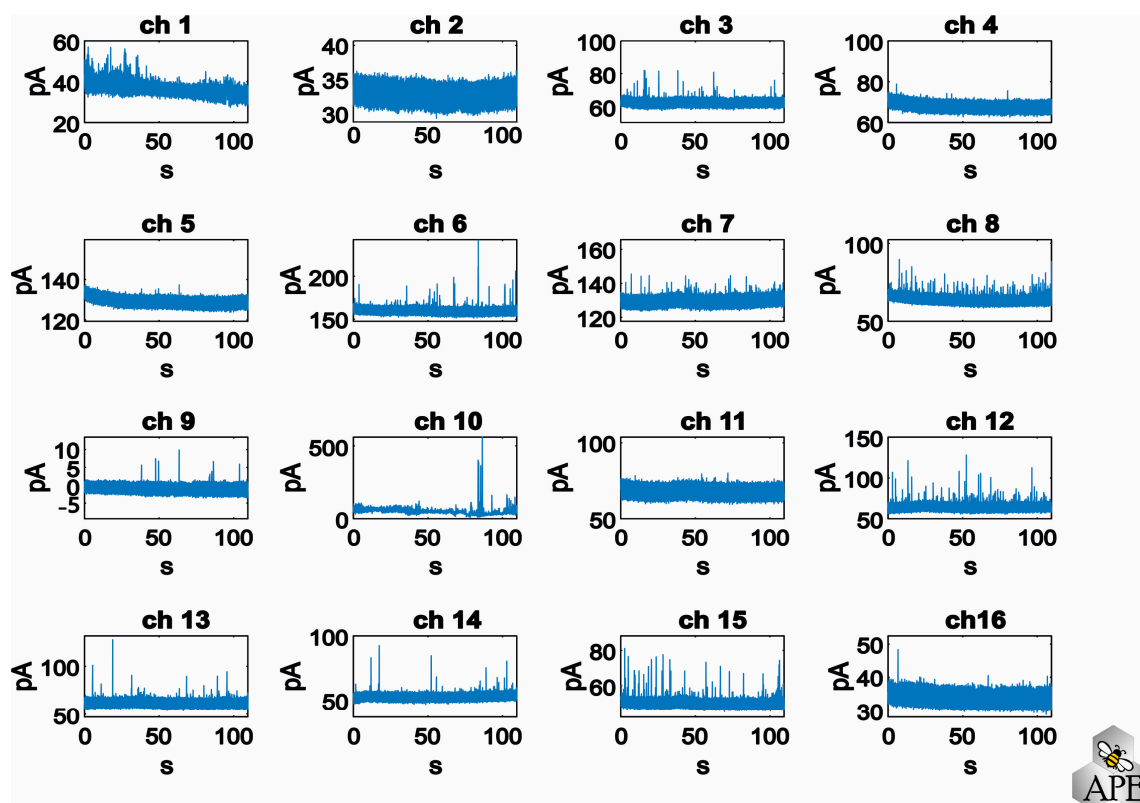 ch 1 ch 2 ch 3 ch 4
pA 60 40 20 0 50 100 s
pA 40 35 30 0 50 100 s
pA 100 80 60 0 50 100 s
pA 100 80 60 0 50 100 s
ch 5 ch 6 ch 7 ch 8
pA 140 120 0 50 100 s
pA 200 150 0 50 100 s
pA 160 140 120 0 50 100 s
pA 100 50 0 50 100 s
ch 9 ch 10 ch 11 ch 12
pA 10 5 0 -5 0 50 100 s
pA 500 0 0 50 100 s
pA 100 50 0 50 100 s
pA 150 100 50 0 50 100 s
ch 13 ch 14 ch 15 ch16
pA 100 50 0 50 100 s
pA 100 50 0 50 100 s
pA 80 60 0 50 100 s
pA 50 40 30 0 50 100 s
APE